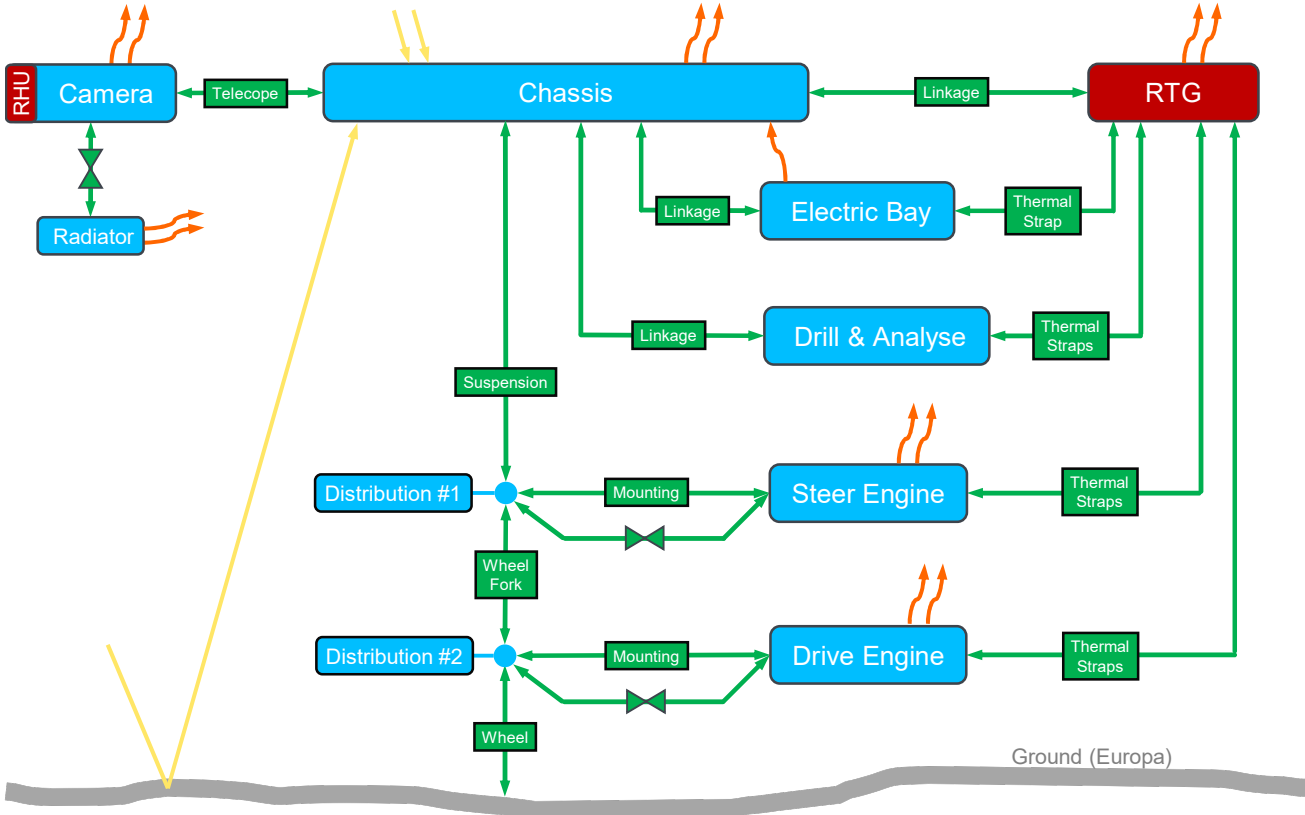 RHU
Camera
Telecope
Chassis
Linkage
RTG
Radiator
Linkage
Electric Bay
Thermal
Strap
Linkage
Drill & Analyse
Thermal
Straps
Suspension
Distribution #1
Mounting
Steer Engine
Thermal
Straps
Wheel
Fork
Distribution #2
Mounting
Drive Engine
Thermal
Straps
Wheel
Ground (Europa)